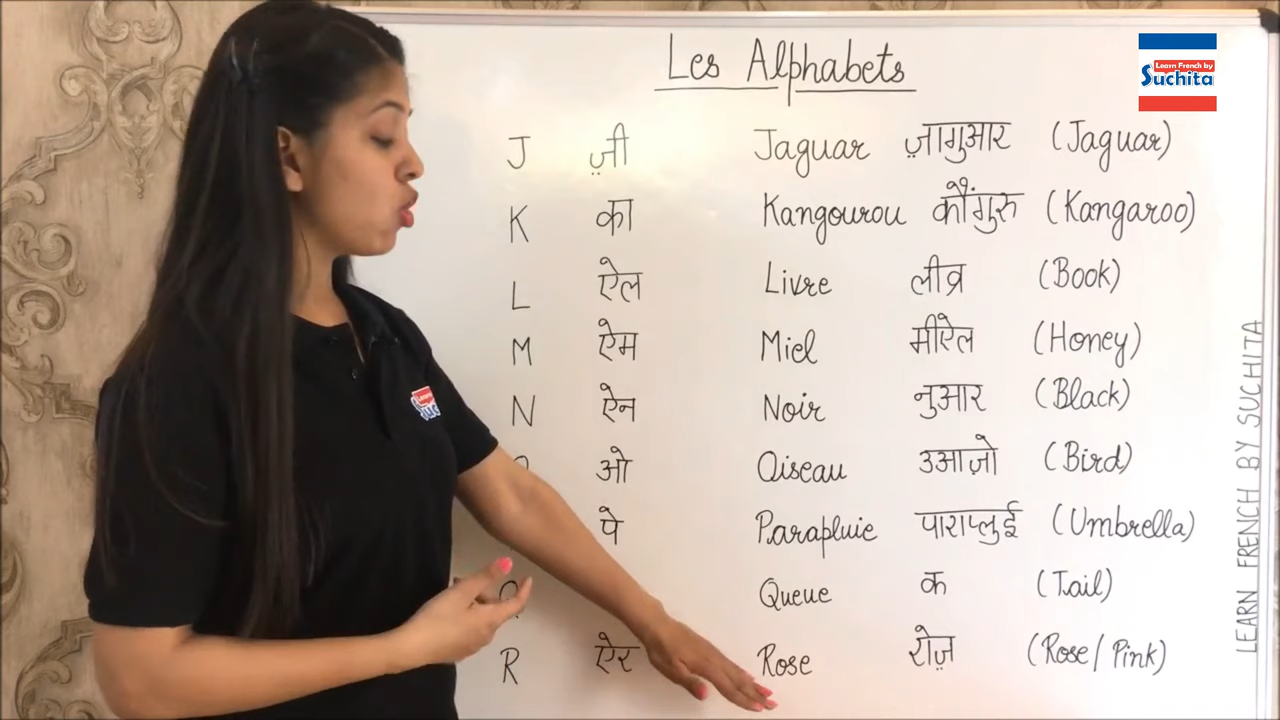 Les Alphabets
Learn French by
Suchita
J ज़ी Jaguar ज़ागुआर (Jaguar)
K का Kangourou कौंगुरु (Kangaroo)
L ऐल Livre लीव्र (Book)
M ऐम Miel मीऐल (Honey)
N ऐन Noir नुआर (Black)
ओ Oiseau उआज़ो (Bird)
पे Parapluie पाराप्लुई (Umbrella)
Queue क (Tail)
R ऐर Rose रोज़ (Rose/Pink)
LEARN FRENCH BY SUCHITA